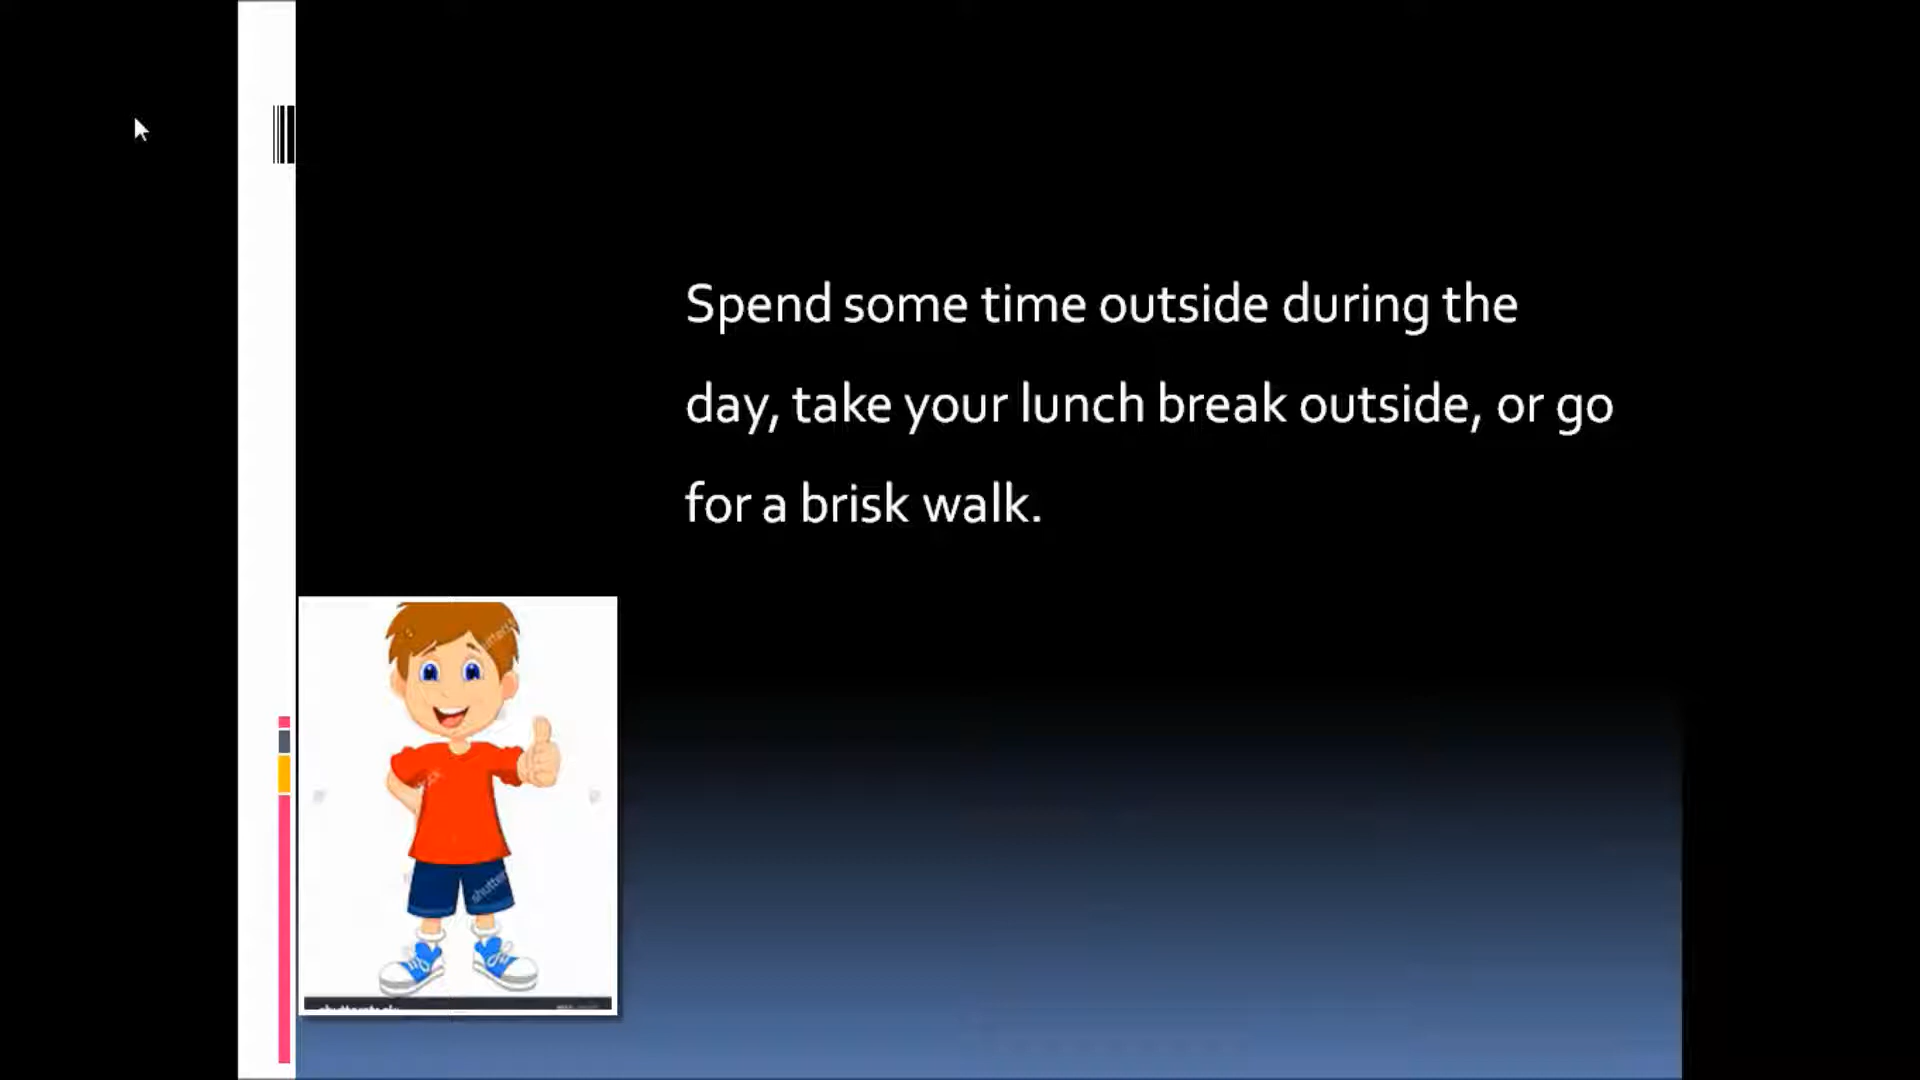 Spend some time outside during the
day, take your lunch break outside, or go
for a brisk walk.